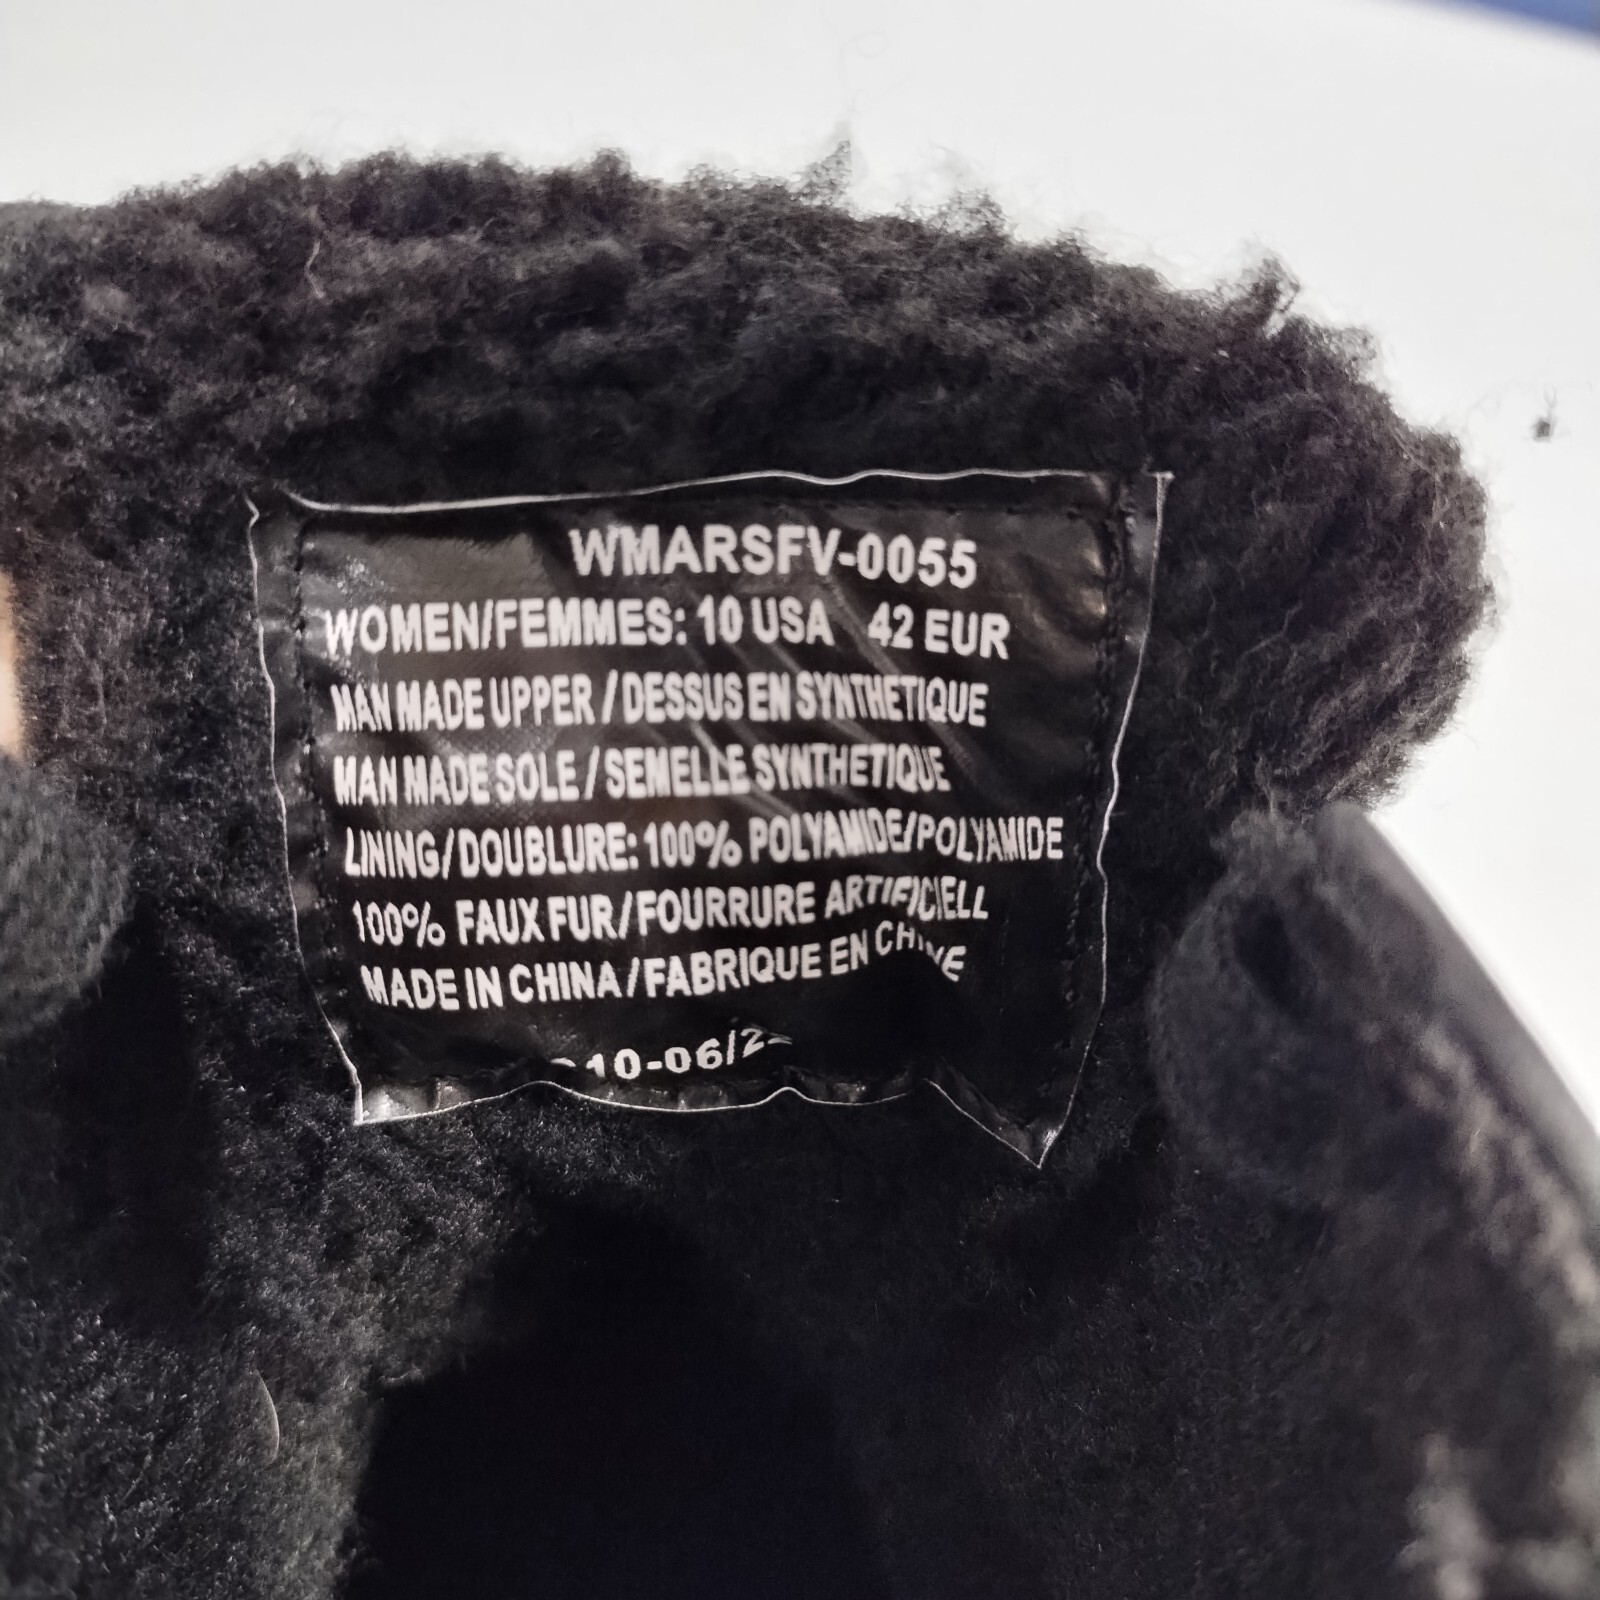 WMARSFV-0055
WOMEN/FEMMES: 10 USA 42 EUR
MAN MADE UPPER / DESSUS EN SYNTHETIQUE
MAN MADE SOLE / SEMELLE SYNTHETIQUE
LINING/DOUBLURE: 100% POLYAMIDE/POLYAMIDE
100% FAUX FUR/FOURRURE ARTIFICIELL
MADE IN CHINA/FABRIQUE EN CHINE